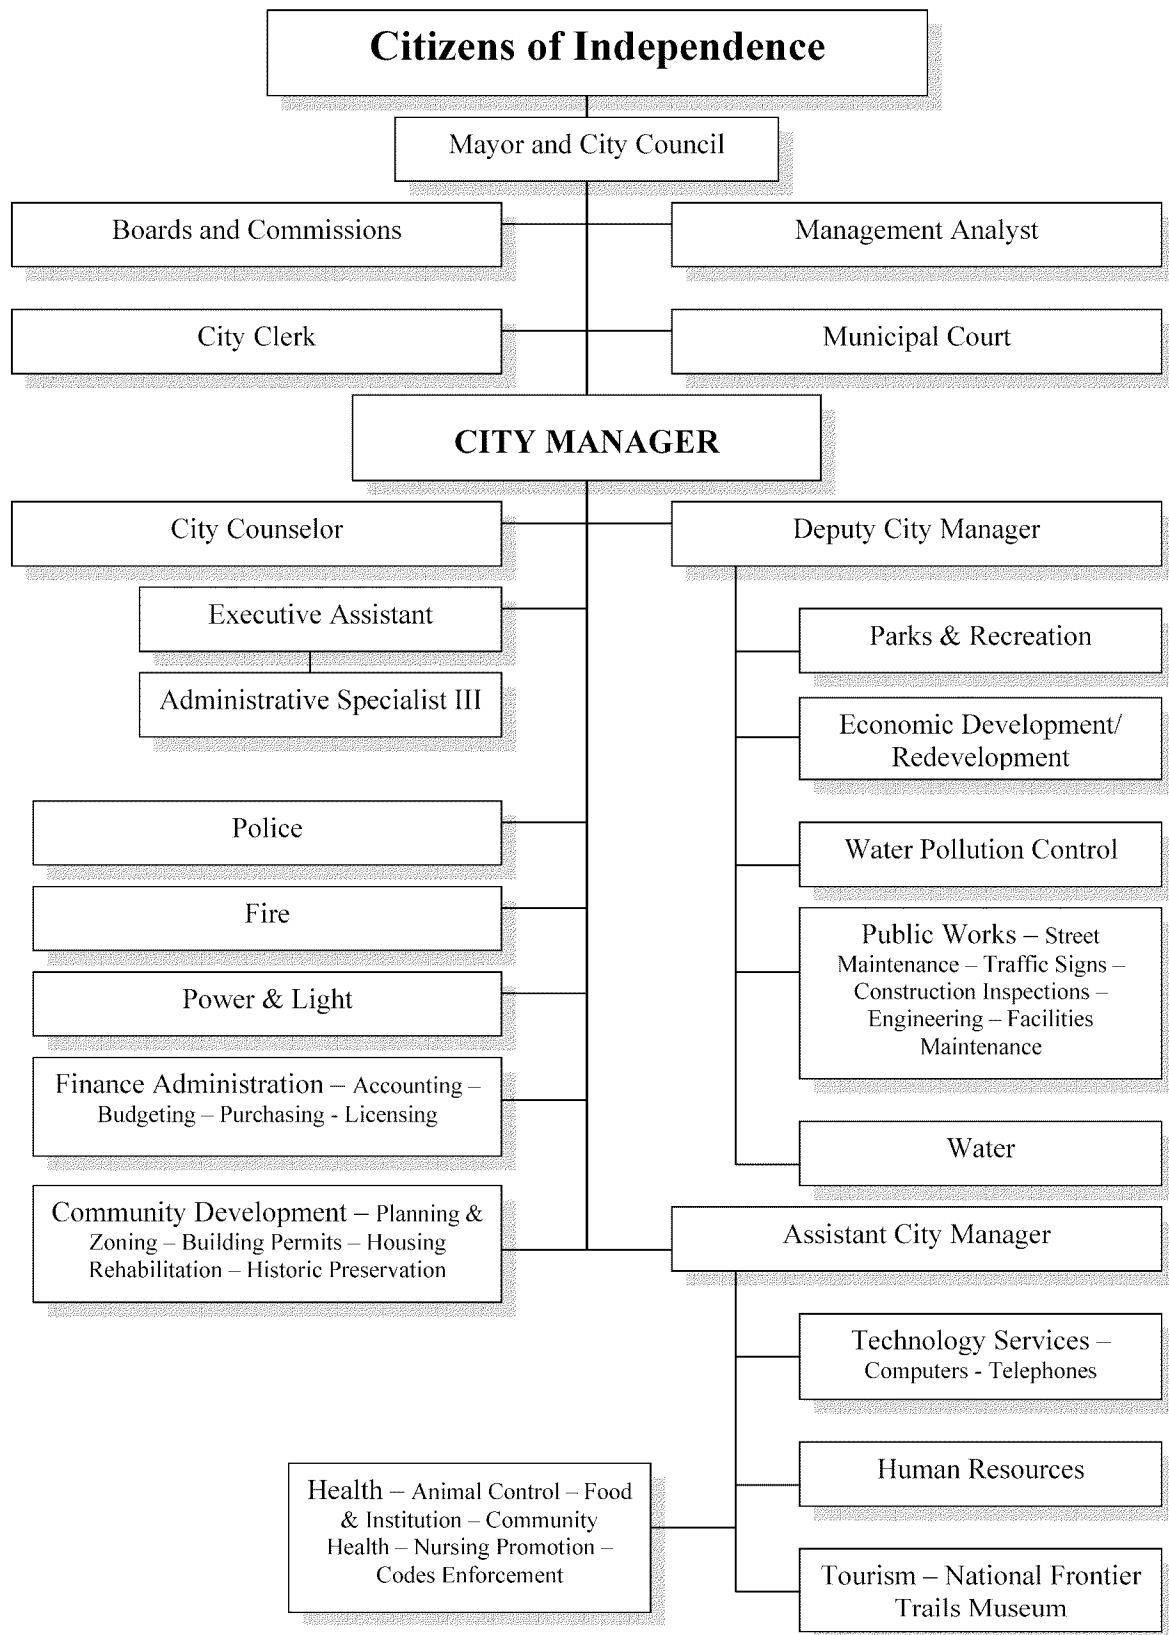 Citizens of Independence
Mayor and City Council
Boards and Commissions
Management Analyst
City Clerk
Municipal Court
CITY MANAGER
City Counselor
Deputy City Manager
Executive Assistant
Administrative Specialist III
Parks & Recreation
Economic Development/
Redevelopment
Police
Fire
Power & Light
Finance Administration – Accounting –
Budgeting – Purchasing - Licensing
Community Development – Planning &
Zoning – Building Permits – Housing
Rehabilitation – Historic Preservation
Water Pollution Control
Public Works – Street
Maintenance – Traffic Signs –
Construction Inspections –
Engineering – Facilities
Maintenance
Water
Assistant City Manager
Technology Services –
Computers - Telephones
Human Resources
Health – Animal Control – Food
& Institution – Community
Health – Nursing Promotion –
Codes Enforcement
Tourism – National Frontier
Trails Museum